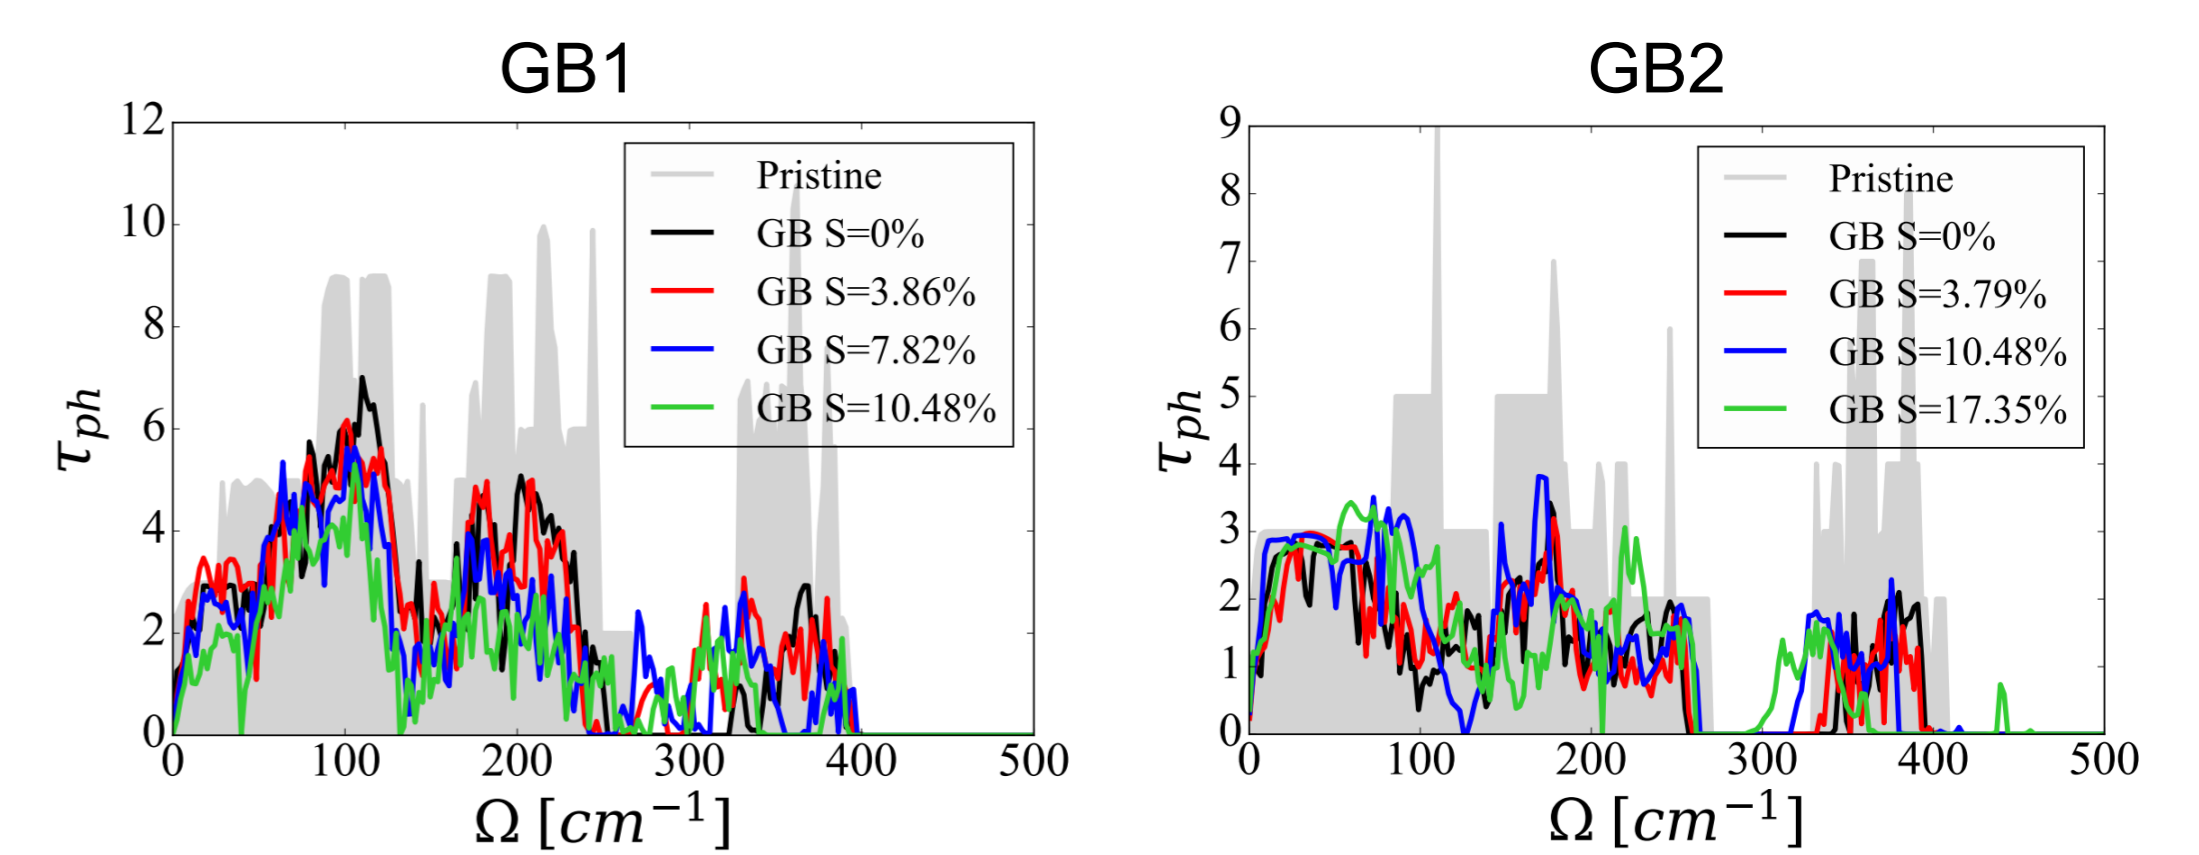 GB1
12
10
8
6
4
2
0
τph
Pristine
GB S=0%
GB S=3.86%
GB S=7.82%
GB S=10.48%
0 100 200 300 400 500
Ω [cm⁻¹]
GB2
9
8
7
6
5
4
3
2
1
0
τph
Pristine
GB S=0%
GB S=3.79%
GB S=10.48%
GB S=17.35%
0 100 200 300 400 500
Ω [cm⁻¹]